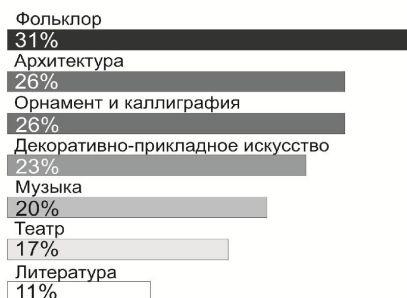 Фольклор
31%
Архитектура
26%
Орнамент и каллиграфия
26%
Декоративно-прикладное искусство
23%
Музыка
20%
Театр
17%
Литература
11%